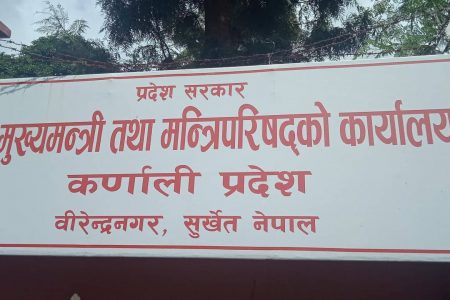 प्रदेश सरकार
मुख्यमन्त्री तथा मन्त्रिपरिषद्को कार्यालय
कर्णाली प्रदेश
वीरेन्द्रनगर, सुर्खेत नेपाल